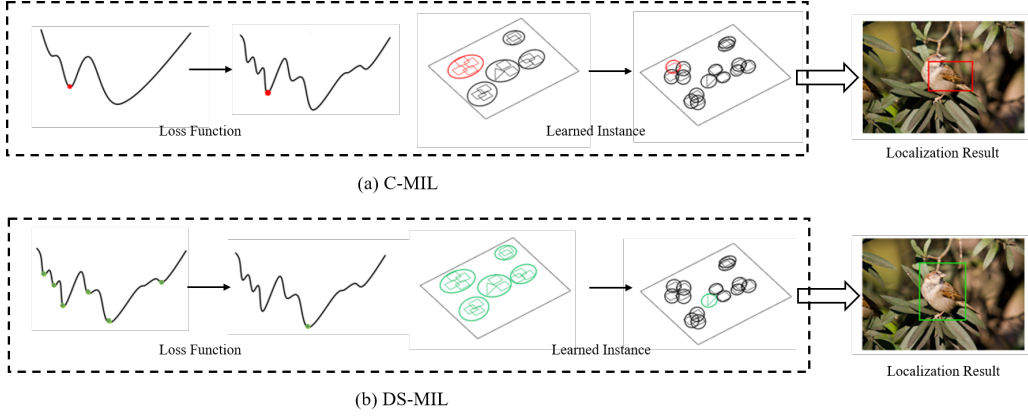 Loss Function
Learned Instance
Localization Result
(a) C-MIL
Loss Function
Learned Instance
Localization Result
(b) DS-MIL